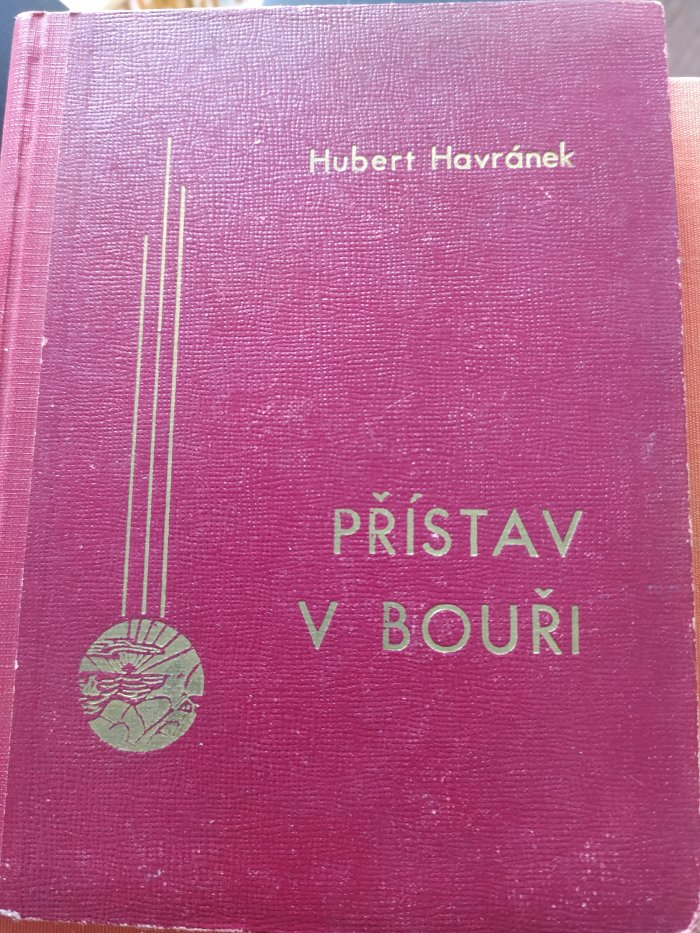 Hubert Havránek
PŘÍSTAV
V BOUŘI